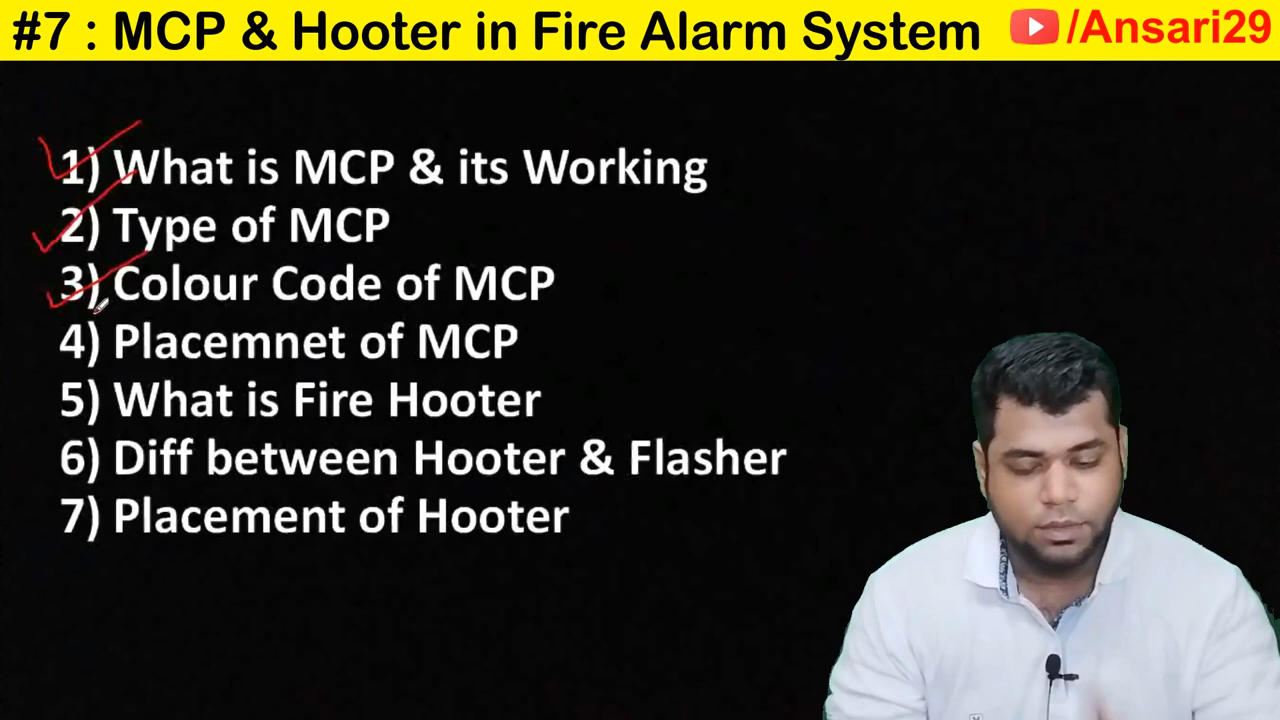 #7 : MCP & Hooter in Fire Alarm System
/Ansari29
1) What is MCP & its Working
2) Type of MCP
3) Colour Code of MCP
4) Placemnet of MCP
5) What is Fire Hooter
6) Diff between Hooter & Flasher
7) Placement of Hooter